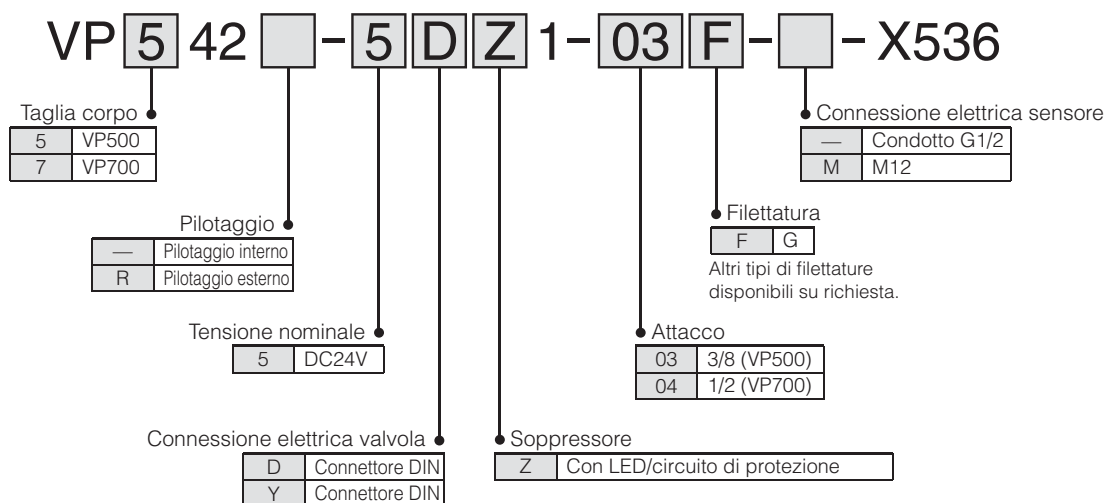 VP 5 42 - 5 D Z 1 - 03 F - - X536
Taglia corpo
5 VP500
7 VP700
Connessione elettrica sensore
— Condotto G1/2
M M12
Pilotaggio
— Pilotaggio interno
R Pilotaggio esterno
Filettatura
F G
Altri tipi di filettature
disponibili su richiesta.
Tensione nominale
5 DC24V
Attacco
03 3/8 (VP500)
04 1/2 (VP700)
Connessione elettrica valvola
D Connettore DIN
Y Connettore DIN
Soppressore
Z Con LED/circuito di protezione